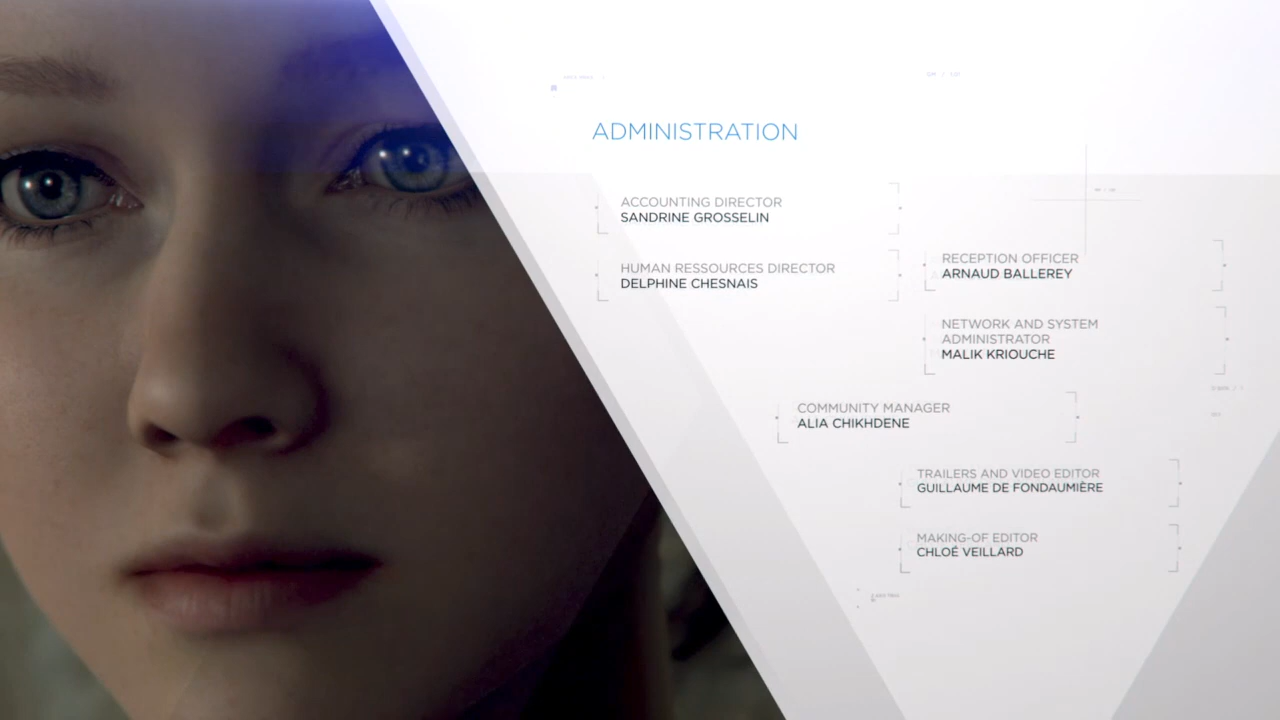 ADMINISTRATION
ACCOUNTING DIRECTOR
SANDRINE GROSSELIN
HUMAN RESSOURCES DIRECTOR
DELPHINE CHESNAIS
RECEPTION OFFICER
ARNAUD BALLEREY
NETWORK AND SYSTEM
ADMINISTRATOR
MALIK KRIOUCHE
COMMUNITY MANAGER
ALIA CHIKHDENE
TRAILERS AND VIDEO EDITOR
GUILLAUME DE FONDAUMIÈRE
MAKING-OF EDITOR
CHLOÉ VEILLARD